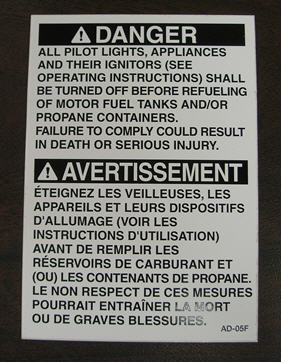 ⚠ DANGER
ALL PILOT LIGHTS, APPLIANCES
AND THEIR IGNITORS (SEE
OPERATING INSTRUCTIONS) SHALL
BE TURNED OFF BEFORE REFUELING
OF MOTOR FUEL TANKS AND/OR
PROPANE CONTAINERS.
FAILURE TO COMPLY COULD RESULT
IN DEATH OR SERIOUS INJURY.
⚠ AVERTISSEMENT
ÉTEIGNEZ LES VEILLEUSES, LES
APPAREILS ET LEURS DISPOSITIFS
D'ALLUMAGE (VOIR LES
INSTRUCTIONS D'UTILISATION)
AVANT DE REMPLIR LES
RÉSERVOIRS DE CARBURANT ET
(OU) LES CONTENANTS DE PROPANE.
LE NON RESPECT DE CES MESURES
POURRAIT ENTRAÎNER LA MORT
OU DE GRAVES BLESSURES. AD-05F